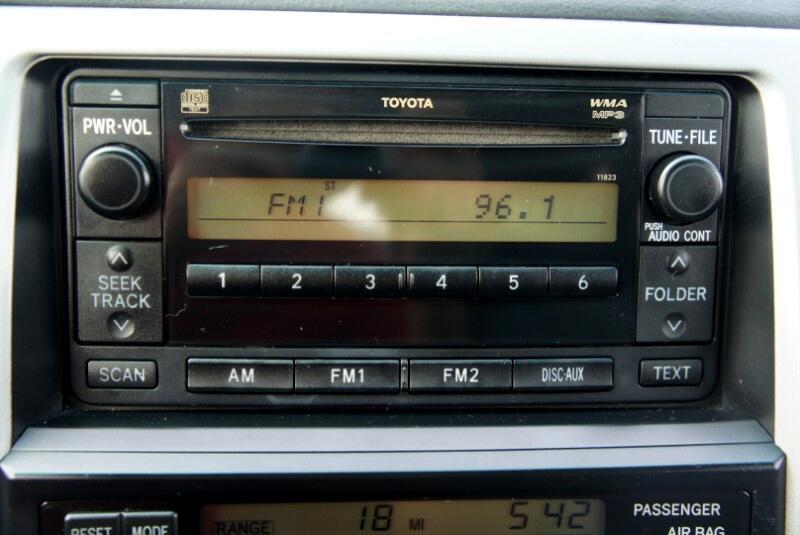 DISC TEXT TOYOTA WMA MP3
PWR·VOL TUNE·FILE
11823
ST
FM1 96.1
PUSH
AUDIO CONT
1 2 3 4 5 6
SEEK TRACK
FOLDER
SCAN AM FM1 FM2 DISC·AUX TEXT
RESET MODE RANGE 18 MI 5:42 PASSENGER
AIR BAG